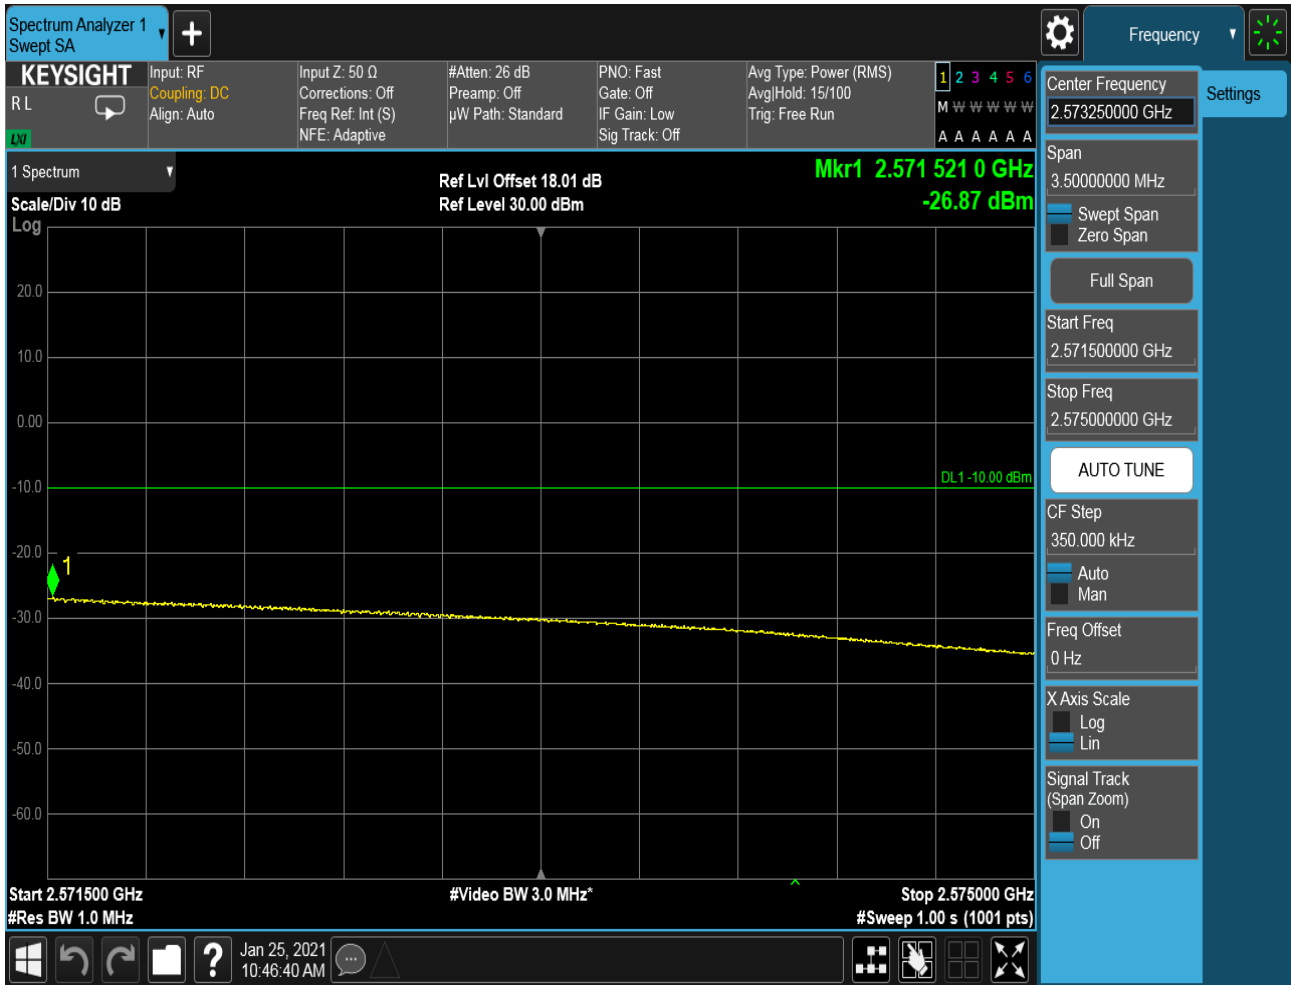 Spectrum Analyzer 1
Swept SA
+
Frequency
KEYSIGHT
R L
LXI
Input: RF
Coupling: DC
Align: Auto
Input Z: 50 Ω
Corrections: Off
Freq Ref: Int (S)
NFE: Adaptive
#Atten: 26 dB
Preamp: Off
µW Path: Standard
PNO: Fast
Gate: Off
IF Gain: Low
Sig Track: Off
Avg Type: Power (RMS)
Avg|Hold: 15/100
Trig: Free Run
1 2 3 4 5 6
M W W W W W
A A A A A A
1 Spectrum
Scale/Div 10 dB
Log
Ref Lvl Offset 18.01 dB
Ref Level 30.00 dBm
Mkr1 2.571 521 0 GHz
-26.87 dBm
20.0
10.0
0.00
-10.0
-20.0
-30.0
-40.0
-50.0
-60.0
DL1 -10.00 dBm
1
Start 2.571500 GHz
#Res BW 1.0 MHz
#Video BW 3.0 MHz*
Stop 2.575000 GHz
#Sweep 1.00 s (1001 pts)
Center Frequency
2.573250000 GHz
Settings
Span
3.50000000 MHz
Swept Span
Zero Span
Full Span
Start Freq
2.571500000 GHz
Stop Freq
2.575000000 GHz
AUTO TUNE
CF Step
350.000 kHz
Auto
Man
Freq Offset
0 Hz
X Axis Scale
Log
Lin
Signal Track
(Span Zoom)
On
Off
?
Jan 25, 2021
10:46:40 AM